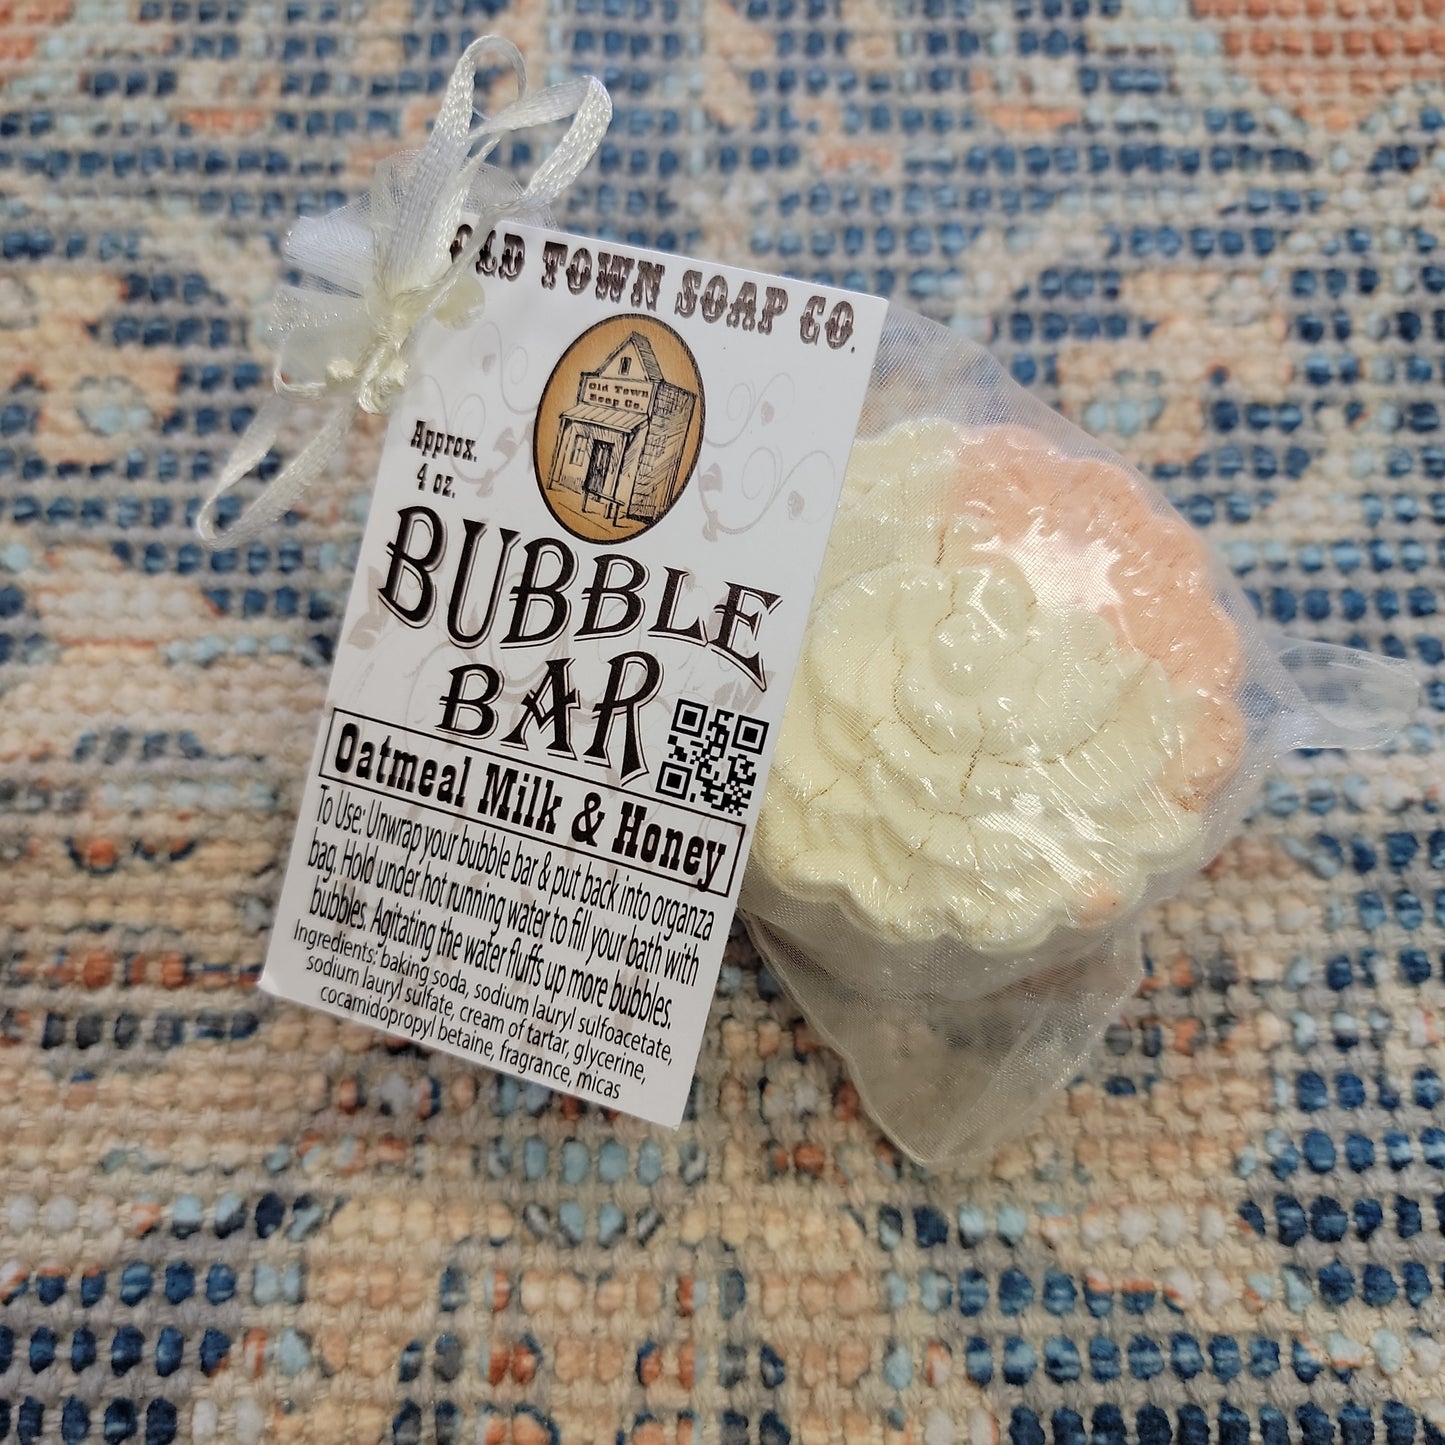 OLD TOWN SOAP CO.
Old Town
Soap Co.
Approx.
4 oz.
BUBBLE
BAR
Oatmeal Milk & Honey
To Use: Unwrap your bubble bar & put back into organza
bag. Hold under hot running water to fill your bath with
bubbles. Agitating the water fluffs up more bubbles.
Ingredients: baking soda, sodium lauryl sulfoacetate,
sodium lauryl sulfate, cream of tartar, glycerine,
cocamidopropyl betaine, fragrance, micas